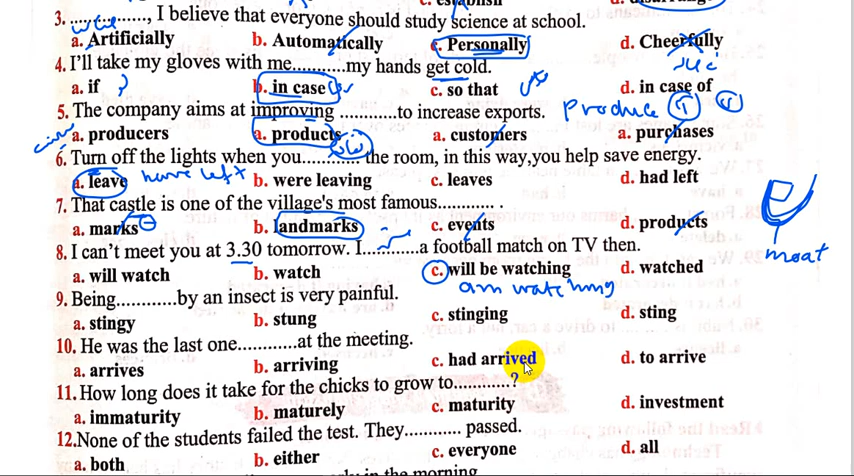 3. ............, I believe that everyone should study science at school.
a. Artificially b. Automatically c. Personally d. Cheerfully
4. I'll take my gloves with me..........my hands get cold.
a. if b. in case c. so that d. in case of
5. The company aims at improving ............to increase exports. produce
a. producers a. products a. customers a. purchases
6. Turn off the lights when you............ the room, in this way,you help save energy.
a. leave have left b. were leaving c. leaves d. had left
7. That castle is one of the village's most famous............ .
a. marks b. landmarks c. events d. products
8. I can't meet you at 3.30 tomorrow. I...........a football match on TV then.
moat
a. will watch b. watch c. will be watching d. watched
am watching
9. Being............by an insect is very painful.
a. stingy b. stung c. stinging d. sting
10. He was the last one............at the meeting.
a. arrives b. arriving c. had arrived d. to arrive
11. How long does it take for the chicks to grow to............?
a. immaturity b. maturely c. maturity d. investment
12.None of the students failed the test. They............ passed.
a. both b. either c. everyone d. all